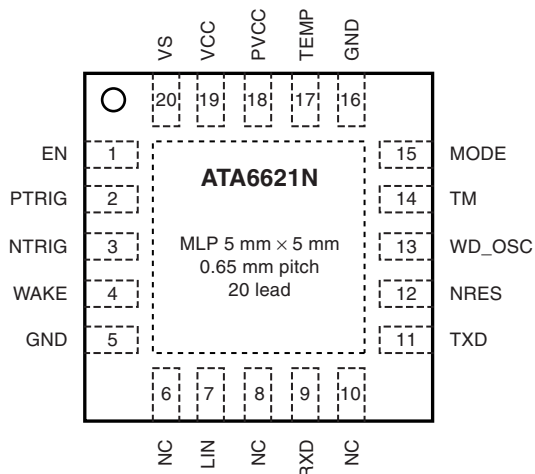 VS
VCC
PVCC
TEMP
GND
20
19
18
17
16
EN
1
PTRIG
2
NTRIG
3
WAKE
4
GND
5
ATA6621N
MLP 5 mm × 5 mm
0.65 mm pitch
20 lead
15
MODE
14
TM
13
WD_OSC
12
NRES
11
TXD
6
7
8
9
10
NC
LIN
NC
RXD
NC